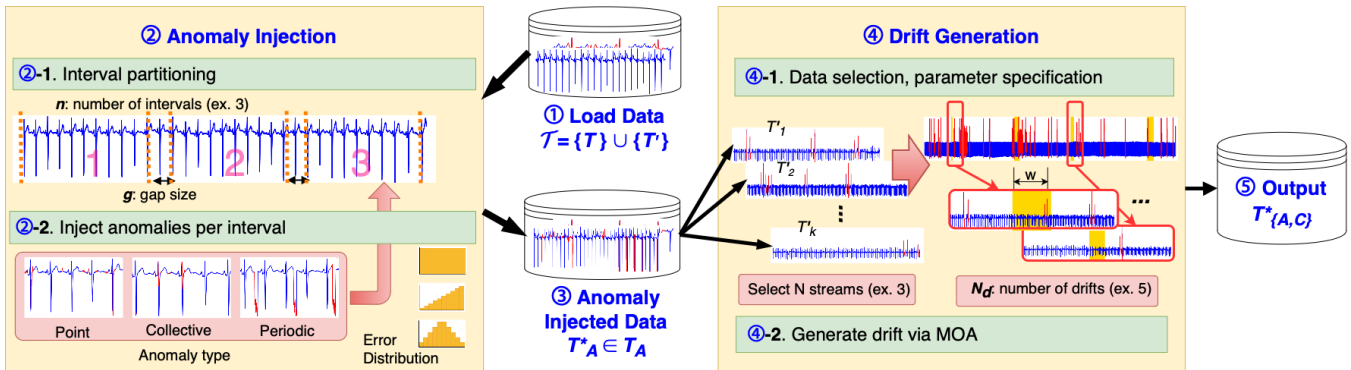 ② Anomaly Injection
②-1. Interval partitioning
n: number of intervals (ex. 3)
1
2
3
g: gap size
②-2. Inject anomalies per interval
Point
Collective
Periodic
Anomaly type
Error
Distribution
① Load Data
𝒯 = {T} ∪ {T'}
③ Anomaly
Injected Data
T*A ∈ TA
④ Drift Generation
④-1. Data selection, parameter specification
T'1
T'2
⋮
T'k
w
...
Select N streams (ex. 3)
Nd: number of drifts (ex. 5)
④-2. Generate drift via MOA
⑤ Output
T*{A,C}